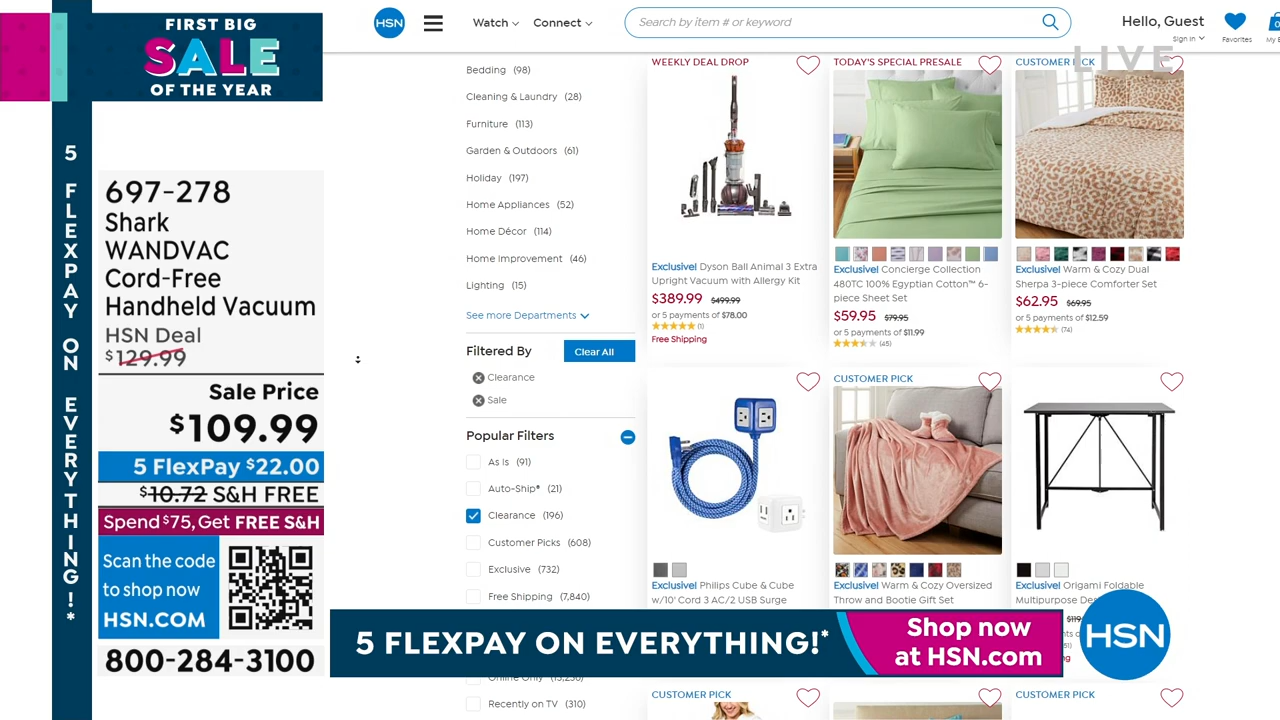 FIRST BIG
SALE
OF THE YEAR
5 FLEXPAY ON EVERYTHING!*
697-278
Shark
WANDVAC
Cord-Free
Handheld Vacuum
HSN Deal
$129.99
Sale Price
$109.99
5 FlexPay $22.00
$10.72 S&H FREE
Spend $75, Get FREE S&H
Scan the code
to shop now
HSN.COM
800-284-3100
HSN
Watch
Connect
Search by item # or keyword
Hello, Guest
Sign In
Favorites
LIVE
Bedding (98)
Cleaning & Laundry (28)
Furniture (113)
Garden & Outdoors (61)
Holiday (197)
Home Appliances (52)
Home Décor (114)
Home Improvement (46)
Lighting (15)
See more Departments
Filtered By
Clear All
Clearance
Sale
Popular Filters
As Is (91)
Auto-Ship® (21)
Clearance (196)
Customer Picks (608)
Exclusive (732)
Free Shipping (7,840)
Recently on TV (310)
WEEKLY DEAL DROP
Exclusive! Dyson Ball Animal 3 Extra
Upright Vacuum with Allergy Kit
$389.99 $499.99
or 5 payments of $78.00
(1)
Free Shipping
TODAY'S SPECIAL PRESALE
Exclusive! Concierge Collection
480TC 100% Egyptian Cotton™ 6-
piece Sheet Set
$59.95 $79.95
or 5 payments of $11.99
(45)
CUSTOMER PICK
Exclusive! Warm & Cozy Dual
Sherpa 3-piece Comforter Set
$62.95 $69.95
or 5 payments of $12.59
(74)
Exclusive! Philips Cube & Cube
w/10' Cord 3 AC/2 USB Surge
CUSTOMER PICK
Exclusive! Warm & Cozy Oversized
Throw and Bootie Gift Set
Exclusive! Origami Foldable
Multipurpose
5 FLEXPAY ON EVERYTHING!*
Shop now
at HSN.com
HSN
CUSTOMER PICK
CUSTOMER PICK